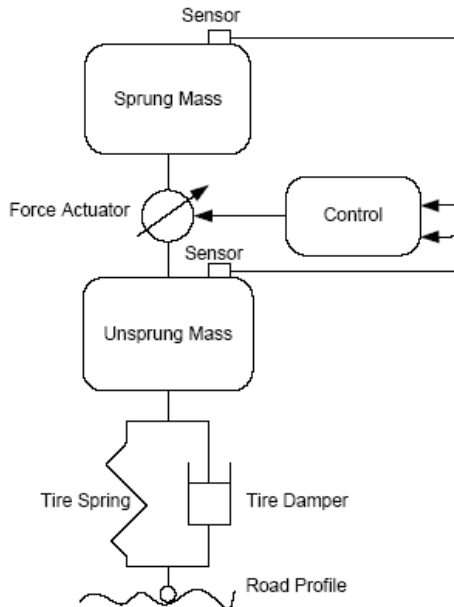 Sensor
Sprung Mass
Force Actuator
Control
Sensor
Unsprung Mass
Tire Spring
Tire Damper
Road Profile